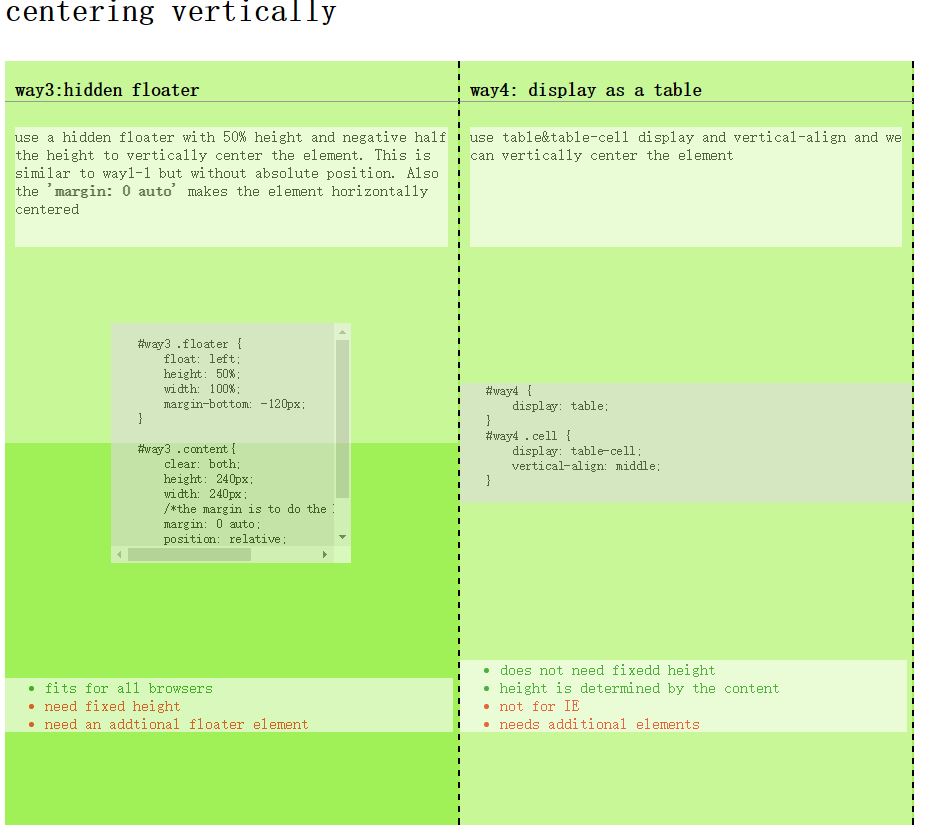 centering vertically
way3:hidden floater
use a hidden floater with 50% height and negative half
the height to vertically center the element. This is
similar to way1-1 but without absolute position. Also
the 'margin: 0 auto' makes the element horizontally
centered
#way3 .floater {
float: left;
height: 50%;
width: 100%;
margin-bottom: -120px;
}
#way3 .content{
clear: both;
height: 240px;
width: 240px;
/*the margin is to do the
margin: 0 auto;
position: relative;
fits for all browsers
need fixed height
need an addtional floater element
way4: display as a table
use table&table-cell display and vertical-align and we
can vertically center the element
#way4 {
display: table;
}
#way4 .cell {
display: table-cell;
vertical-align: middle;
}
does not need fixedd height
height is determined by the content
not for IE
needs additional elements